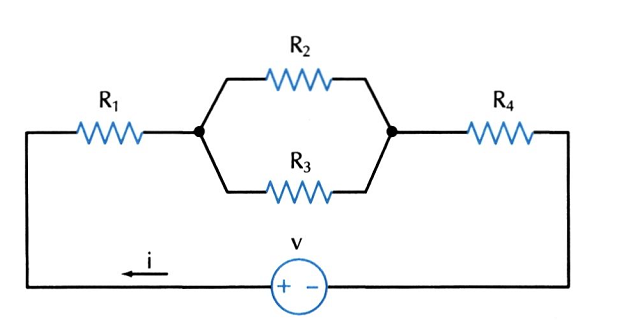 R₂
R₁
R₄
R₃
v
i
+ −